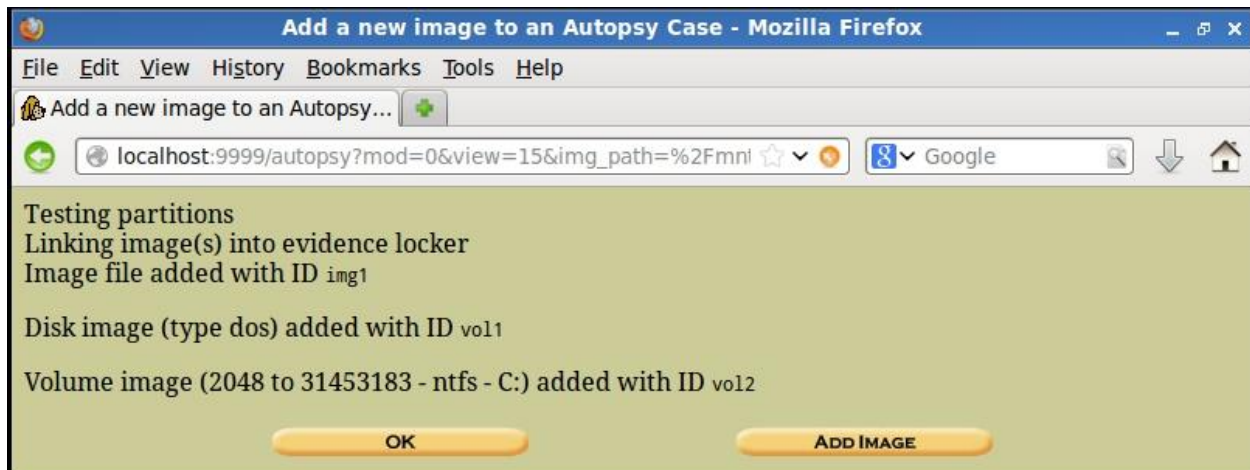 Add a new image to an Autopsy Case - Mozilla Firefox
File Edit View History Bookmarks Tools Help
Add a new image to an Autopsy...
localhost:9999/autopsy?mod=0&view=15&img_path=%2Fmnt
Google
Testing partitions
Linking image(s) into evidence locker
Image file added with ID img1
Disk image (type dos) added with ID vol1
Volume image (2048 to 31453183 - ntfs - C:) added with ID vol2
OK
ADD IMAGE